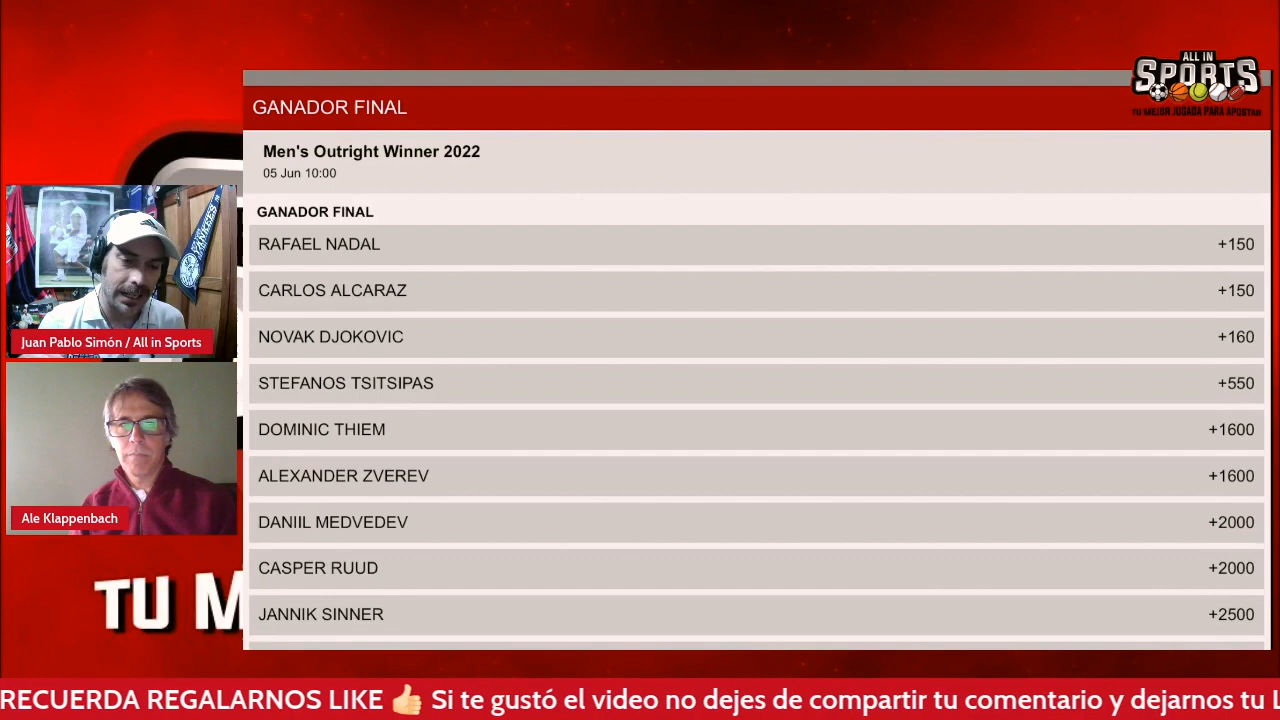 ALL IN
SPORTS
TU MEJOR JUGADA PARA APOSTAR
GANADOR FINAL
Men's Outright Winner 2022
05 Jun 10:00
GANADOR FINAL
RAFAEL NADAL +150
CARLOS ALCARAZ +150
NOVAK DJOKOVIC +160
STEFANOS TSITSIPAS +550
DOMINIC THIEM +1600
ALEXANDER ZVEREV +1600
DANIIL MEDVEDEV +2000
CASPER RUUD +2000
JANNIK SINNER +2500
YANKEES
Juan Pablo Simón / All in Sports
Ale Klappenbach
TU M
RECUERDA REGALARNOS LIKE 👍🏻 Si te gustó el video no dejes de compartir tu comentario y dejarnos tu L